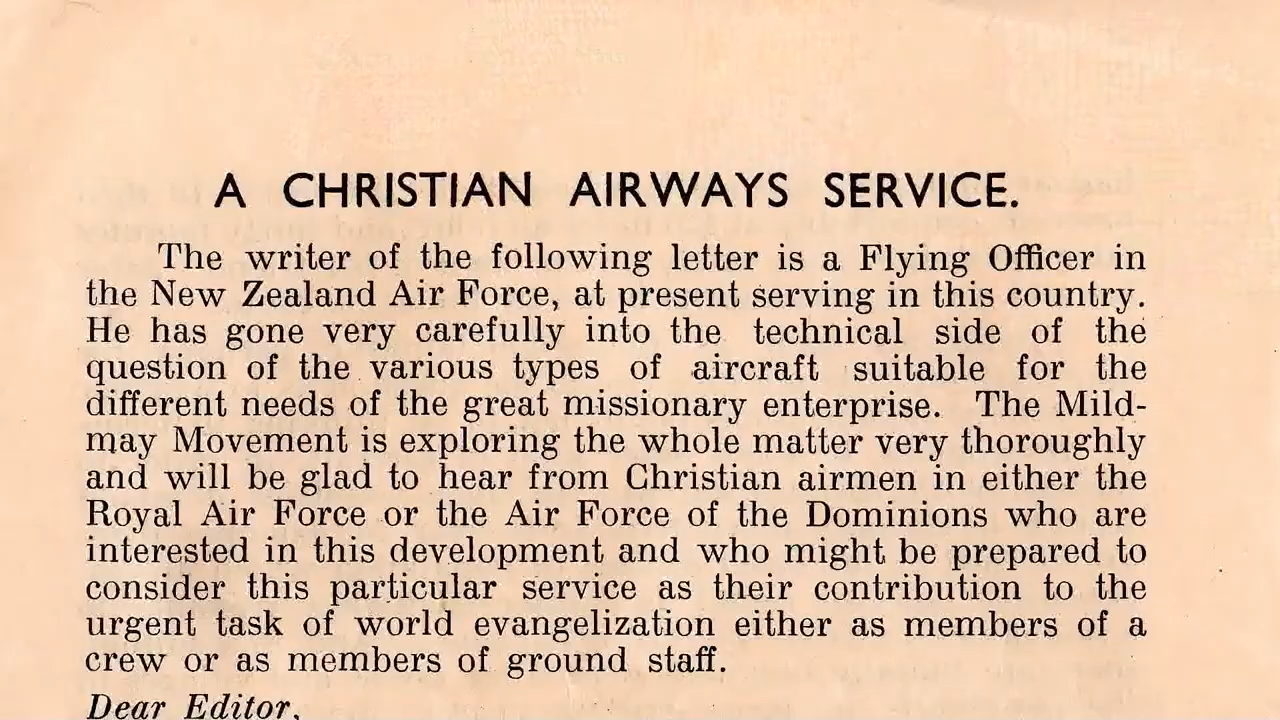 A CHRISTIAN AIRWAYS SERVICE.
The writer of the following letter is a Flying Officer in
the New Zealand Air Force, at present serving in this country.
He has gone very carefully into the technical side of the
question of the various types of aircraft suitable for the
different needs of the great missionary enterprise. The Mild-
may Movement is exploring the whole matter very thoroughly
and will be glad to hear from Christian airmen in either the
Royal Air Force or the Air Force of the Dominions who are
interested in this development and who might be prepared to
consider this particular service as their contribution to the
urgent task of world evangelization either as members of a
crew or as members of ground staff.
Dear Editor,